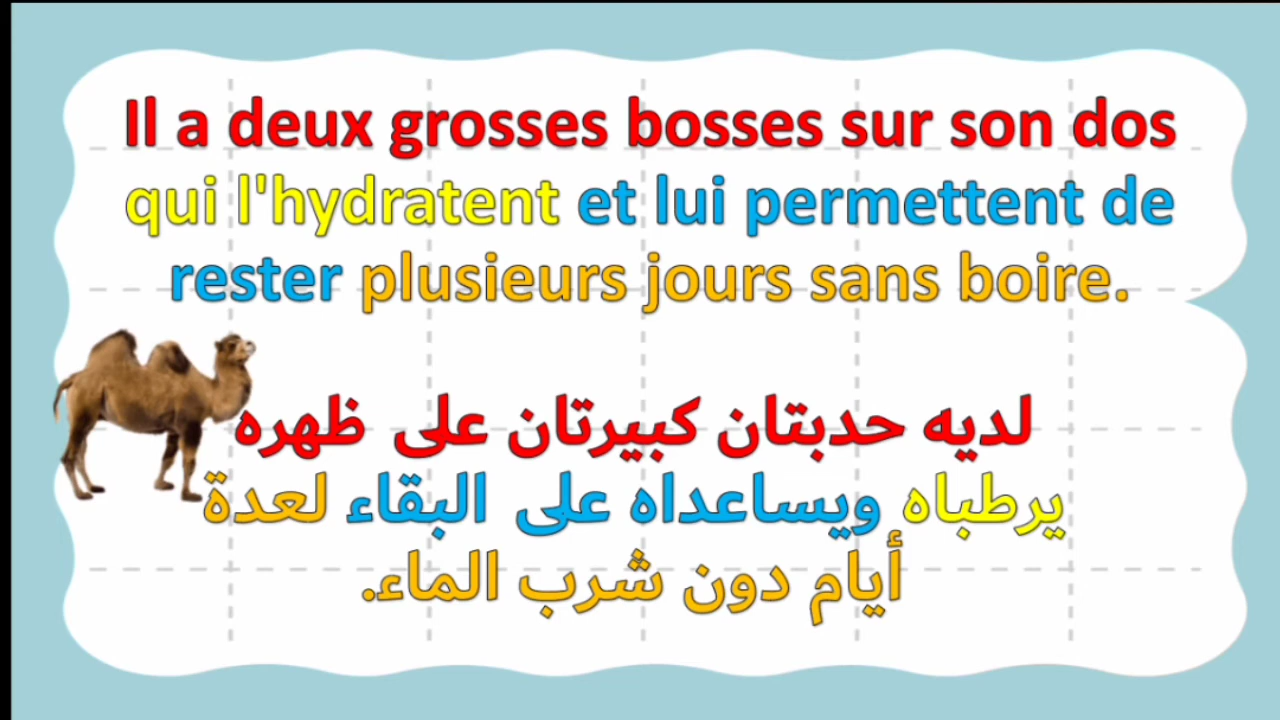 Il a deux grosses bosses sur son dos
qui l'hydratent et lui permettent de
rester plusieurs jours sans boire.
لديه حدبتان كبيرتان على ظهره
يرطباه ويساعداه على البقاء لعدة
أيام دون شرب الماء.